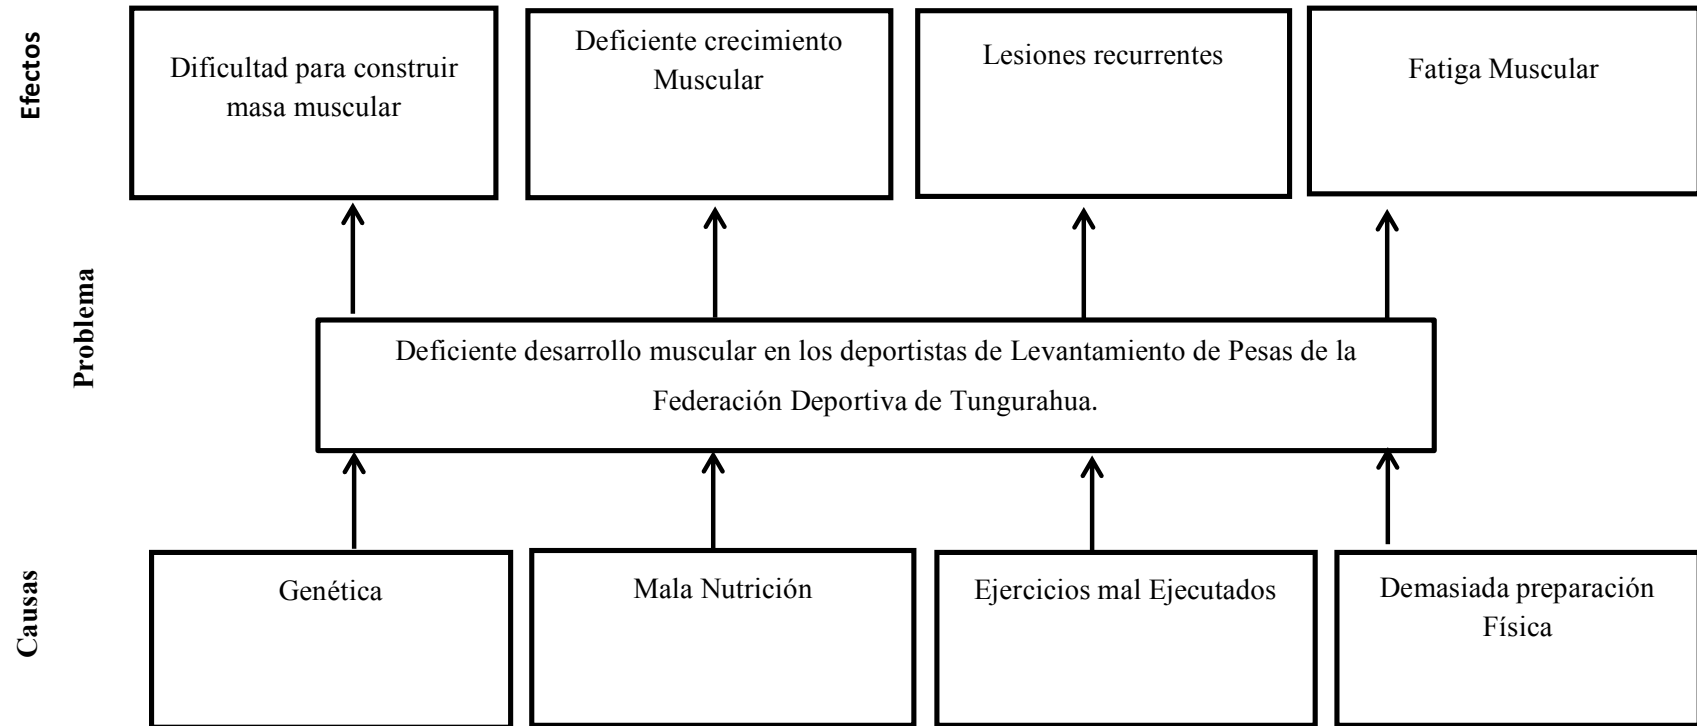 Efectos
Dificultad para construir
masa muscular
Deficiente crecimiento
Muscular
Lesiones recurrentes
Fatiga Muscular
Problema
Deficiente desarrollo muscular en los deportistas de Levantamiento de Pesas de la
Federación Deportiva de Tungurahua.
Causas
Genética
Mala Nutrición
Ejercicios mal Ejecutados
Demasiada preparación
Física